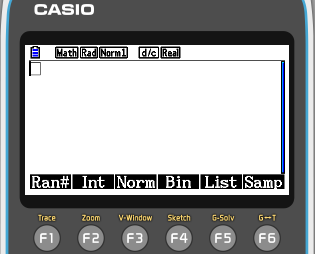 CASIO
Math Rad Norm1 d/c Real
Ran# Int Norm Bin List Samp
Trace Zoom V-Window Sketch G-Solv G↔T
F1 F2 F3 F4 F5 F6